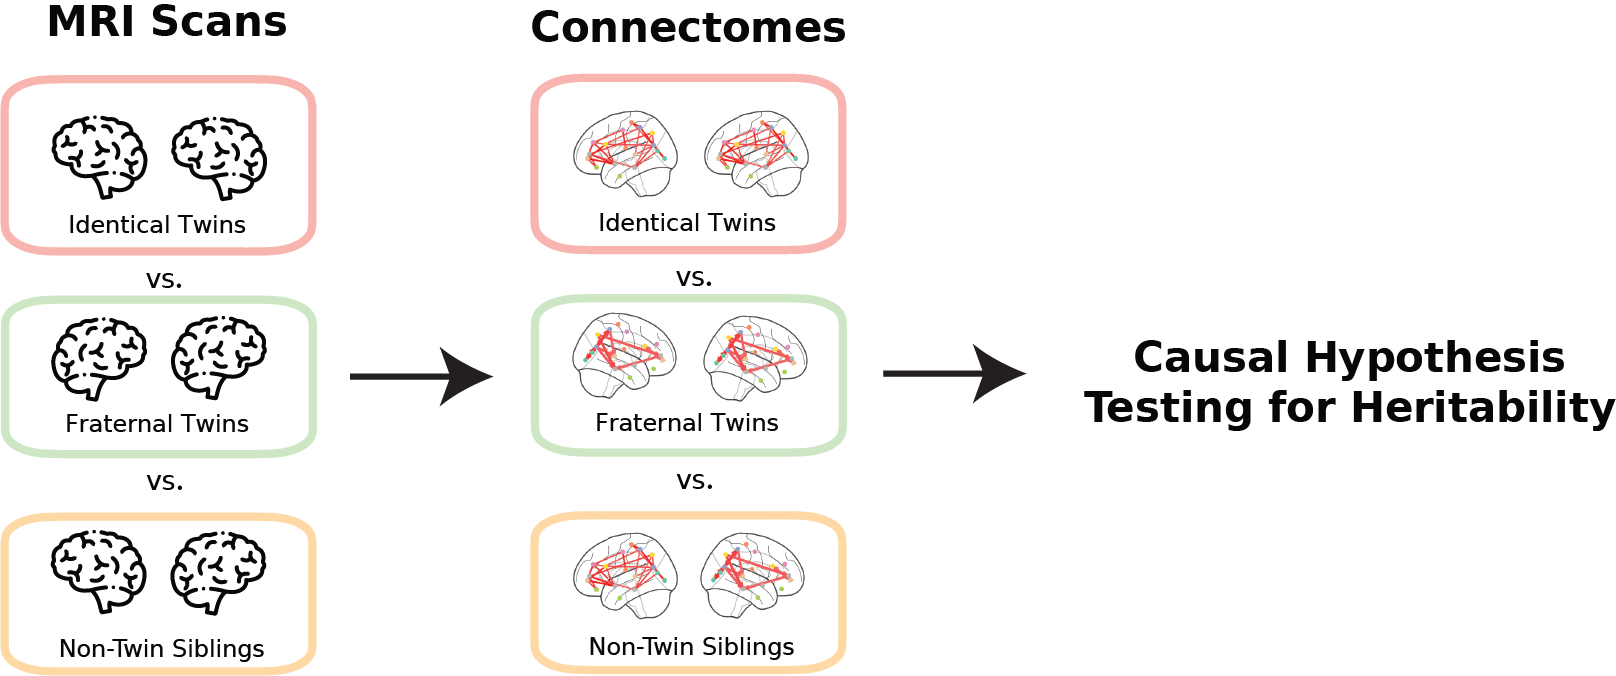 MRI Scans
Identical Twins
vs.
Fraternal Twins
vs.
Non-Twin Siblings
Connectomes
Identical Twins
vs.
Fraternal Twins
vs.
Non-Twin Siblings
Causal Hypothesis
Testing for Heritability